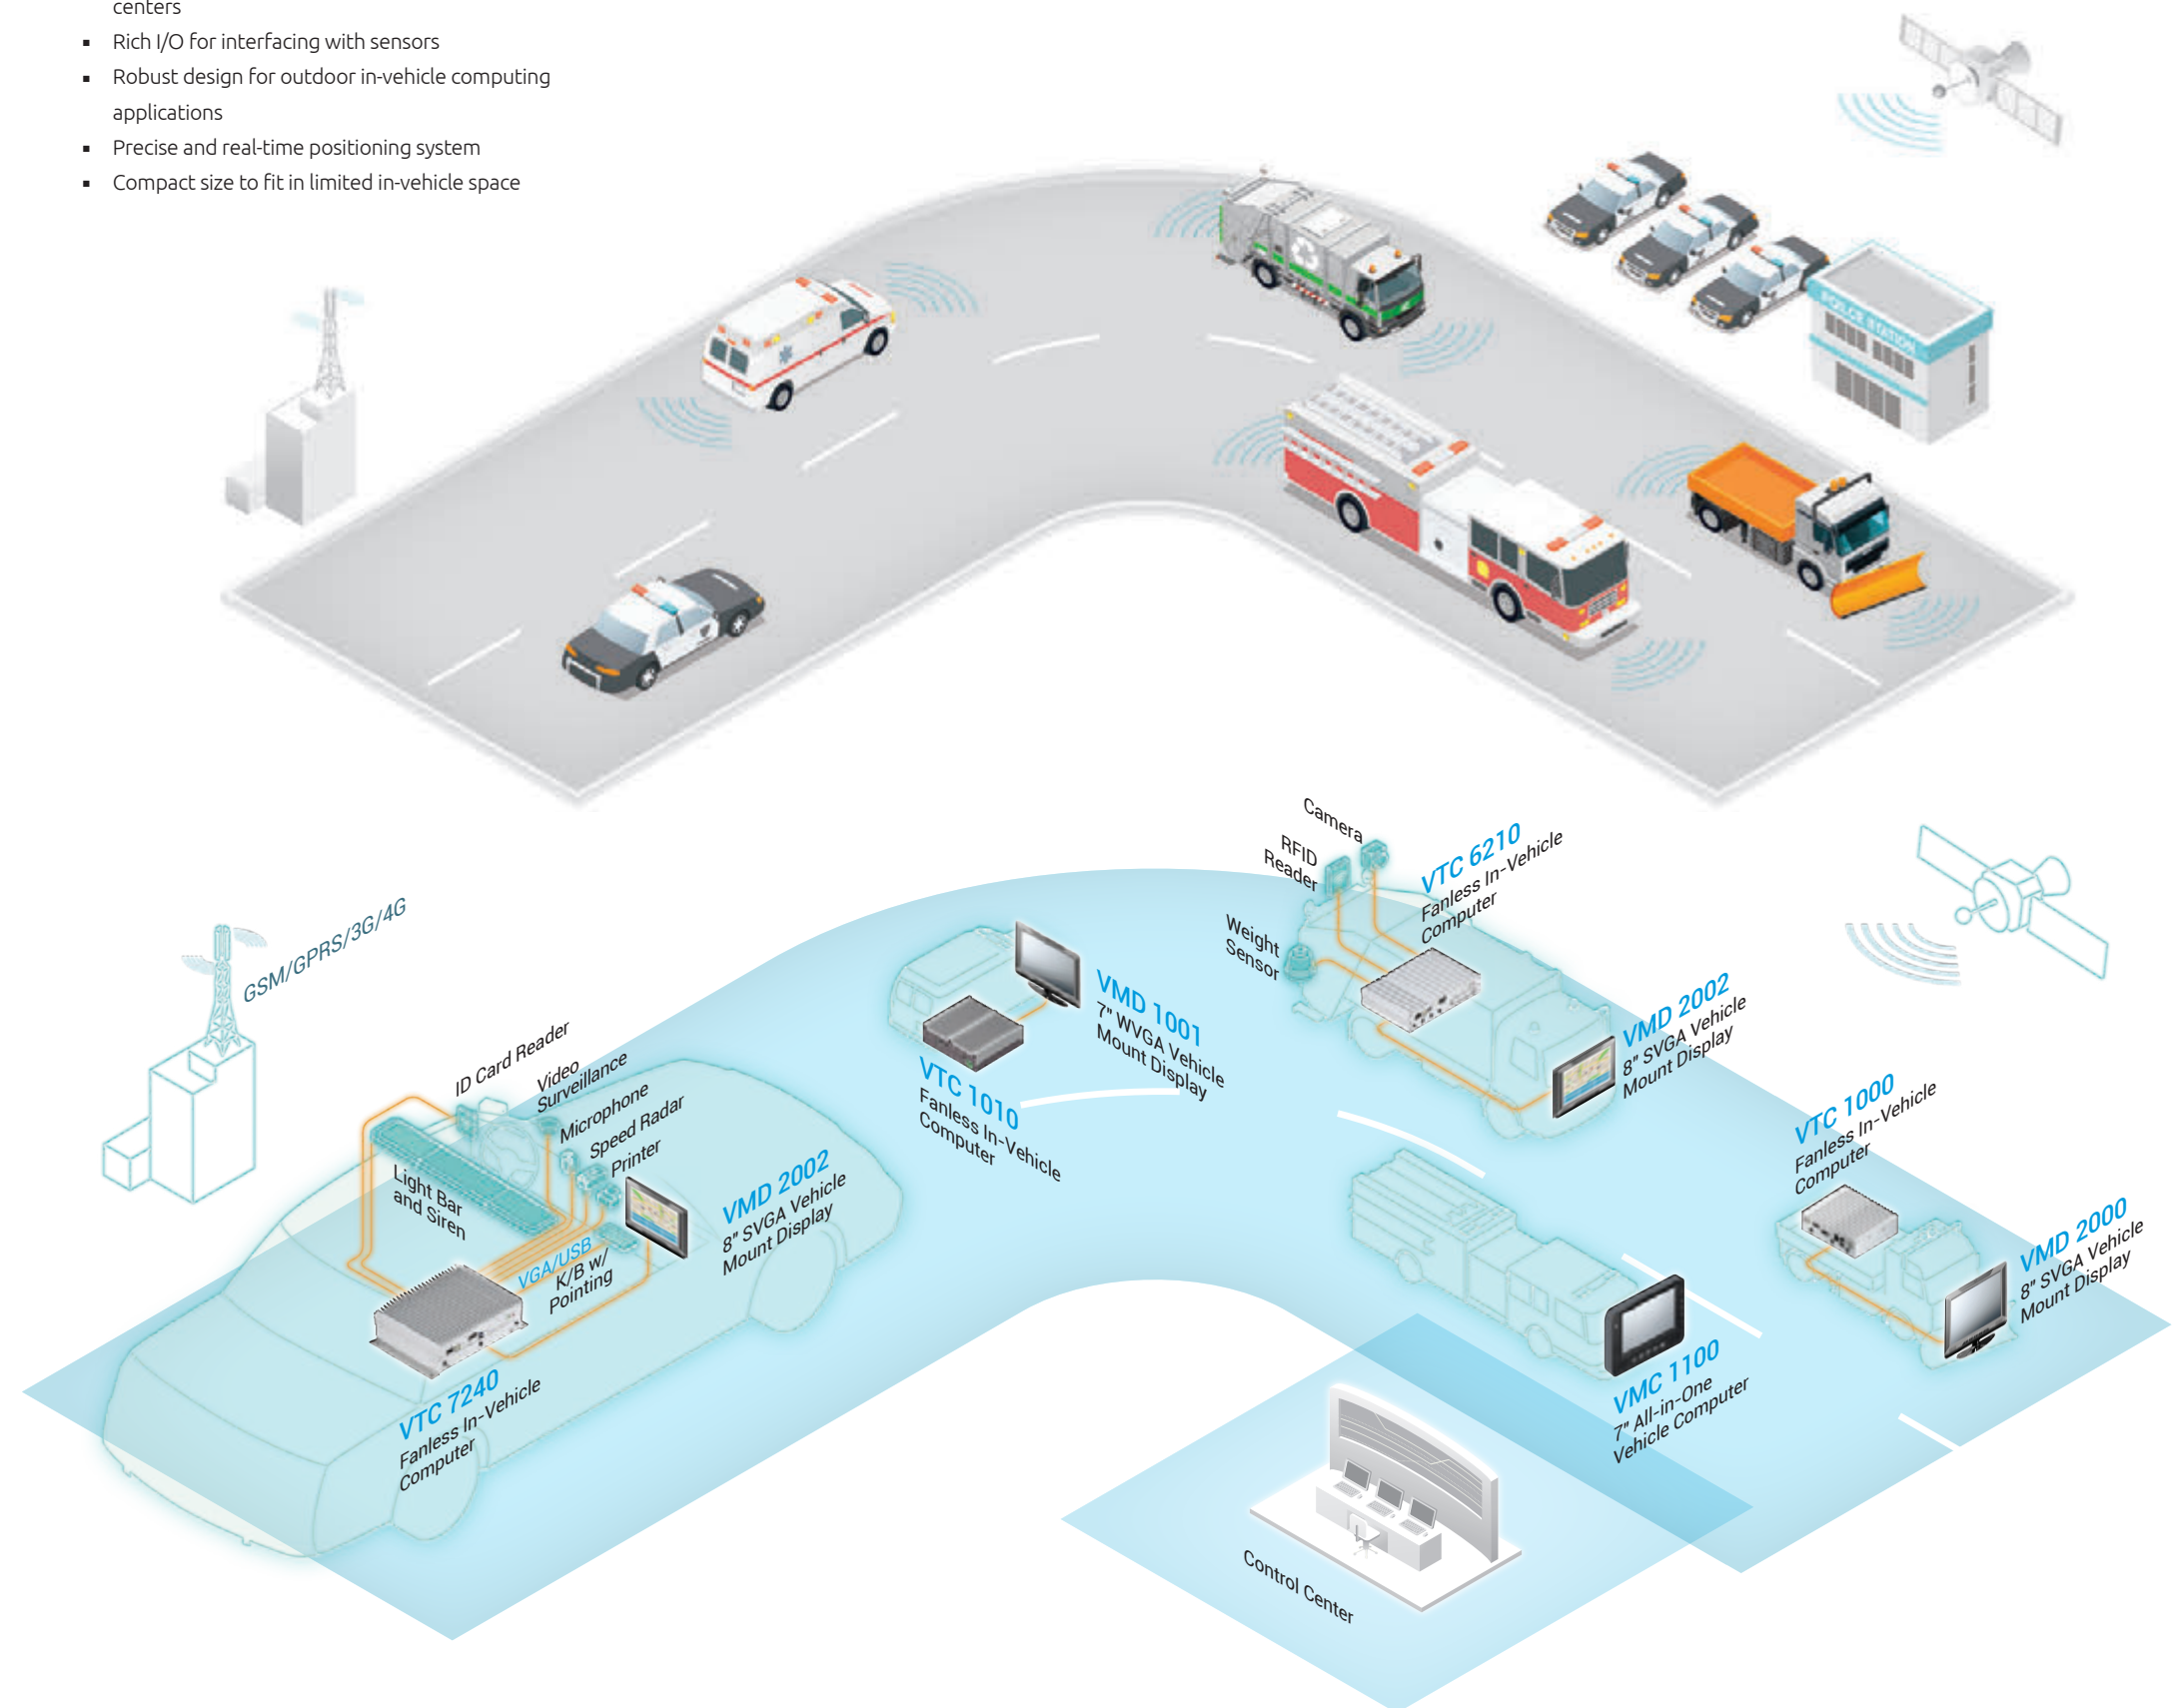 centers
▪ Rich I/O for interfacing with sensors
▪ Robust design for outdoor in-vehicle computing
applications
▪ Precise and real-time positioning system
▪ Compact size to fit in limited in-vehicle space
POILCE STATION
Camera
RFID
Reader
VTC 6210
Fanless In-Vehicle
Computer
Weight
Sensor
GSM/GPRS/3G/4G
VMD 1001
7" WVGA Vehicle
Mount Display
VMD 2002
8" SVGA Vehicle
Mount Display
VTC 1010
Fanless In-Vehicle
Computer
ID Card Reader
Video
Surveillance
Microphone
Speed Radar
Printer
Light Bar
and Siren
VMD 2002
8" SVGA Vehicle
Mount Display
VTC 1000
Fanless In-Vehicle
Computer
VGA/USB
K/B w/
Pointing
VMD 2000
8" SVGA Vehicle
Mount Display
VTC 7240
Fanless In-Vehicle
Computer
VMC 1100
7" All-in-One
Vehicle Computer
Control Center